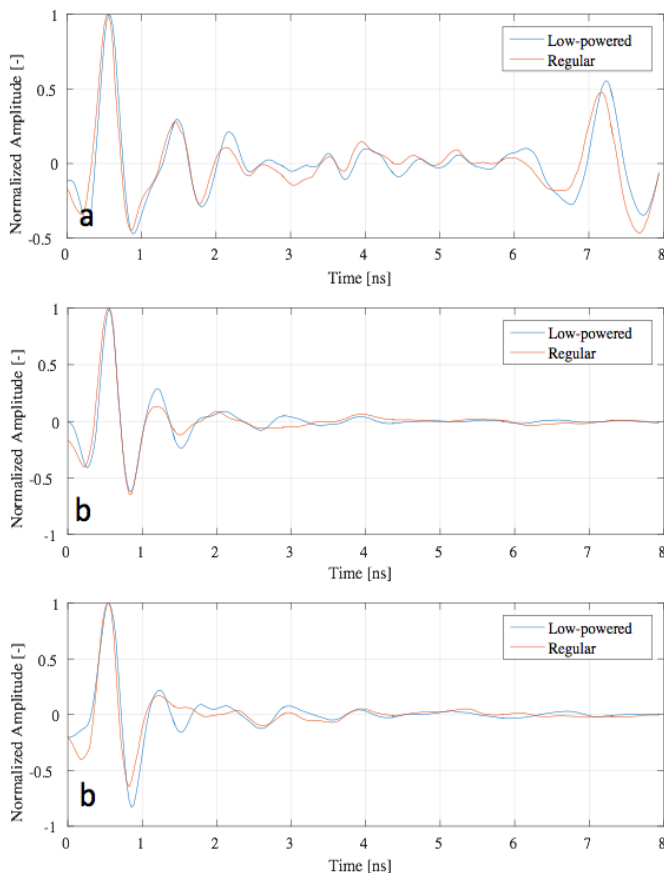 Normalized Amplitude [-]
1
0.5
0
-0.5
a
Low-powered
Regular
0 1 2 3 4 5 6 7 8
Time [ns]
Normalized Amplitude [-]
1
0.5
0
-0.5
-1
b
Low-powered
Regular
0 1 2 3 4 5 6 7 8
Time [ns]
Normalized Amplitude [-]
1
0.5
0
-0.5
-1
b
Low-powered
Regular
0 1 2 3 4 5 6 7 8
Time [ns]